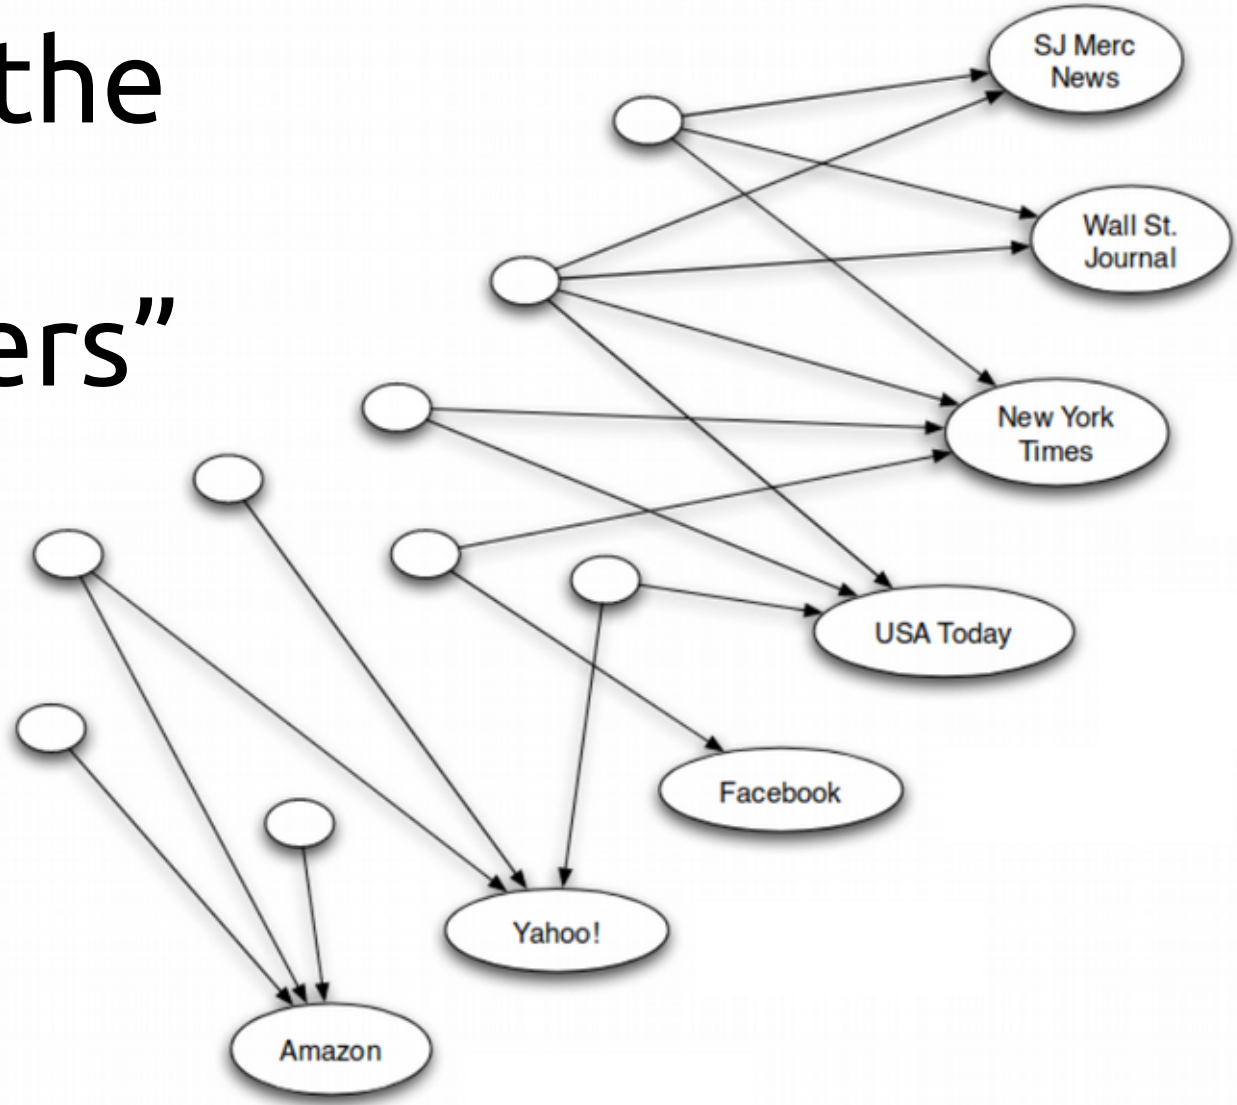 the
ers”
SJ Merc
News
Wall St.
Journal
New York
Times
USA Today
Facebook
Yahoo!
Amazon